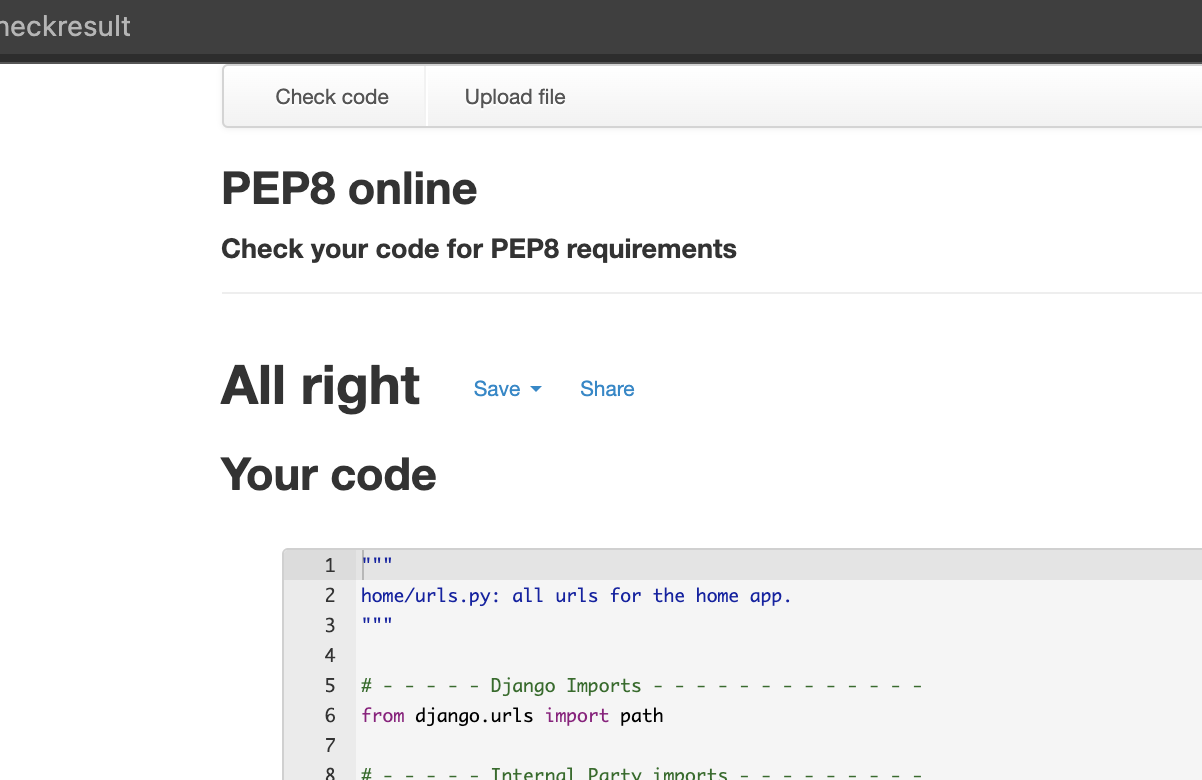 heckresult
Check code Upload file
PEP8 online
Check your code for PEP8 requirements
All right Save Share
Your code
1 """
2 home/urls.py: all urls for the home app.
3 """
4
5 # - - - - - Django Imports - - - - - - - - - - - - -
6 from django.urls import path
7
8 # - - - - - Internal Party imports - - - - - - - - -